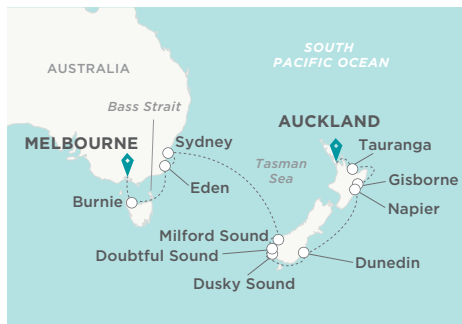 SOUTH
PACIFIC OCEAN
AUSTRALIA
Bass Strait
AUCKLAND
MELBOURNE
Sydney
Tauranga
Tasman
Sea
Eden
Gisborne
Burnie
Napier
Milford Sound
Doubtful Sound
Dunedin
Dusky Sound